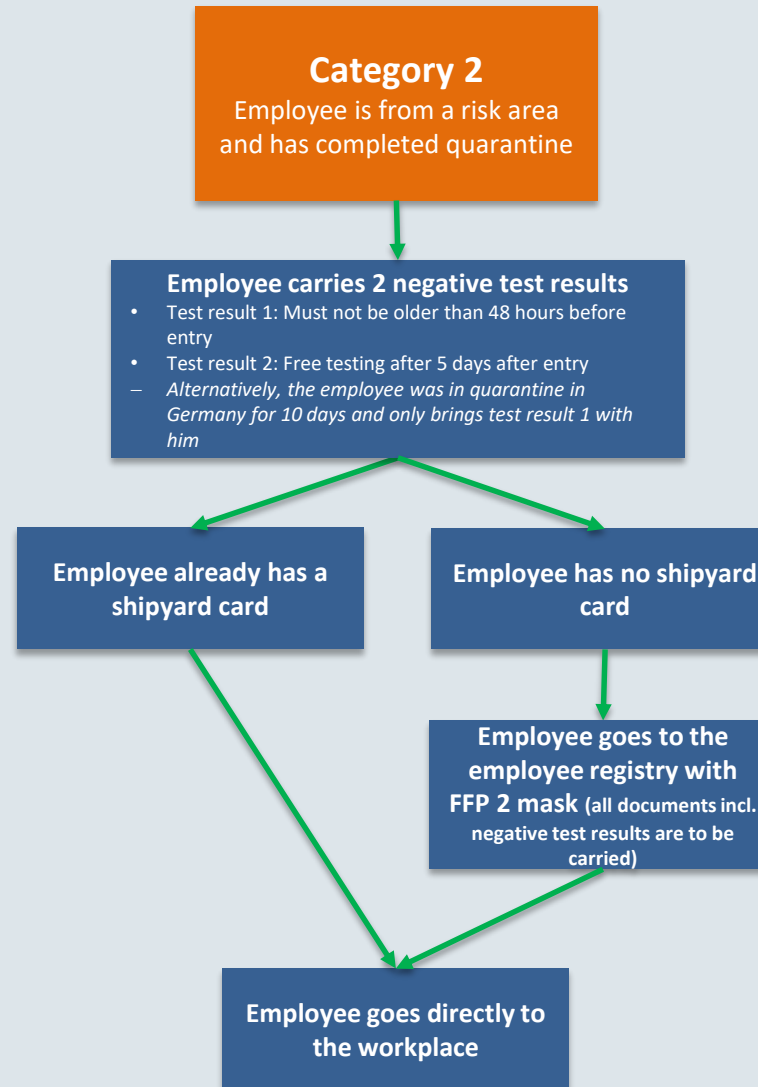 Category 2
Employee is from a risk area
and has completed quarantine
Employee carries 2 negative test results
• Test result 1: Must not be older than 48 hours before
entry
• Test result 2: Free testing after 5 days after entry
– Alternatively, the employee was in quarantine in
Germany for 10 days and only brings test result 1 with
him
Employee already has a
shipyard card
Employee has no shipyard
card
Employee goes to the
employee registry with
FFP 2 mask (all documents incl.
negative test results are to be
carried)
Employee goes directly to
the workplace